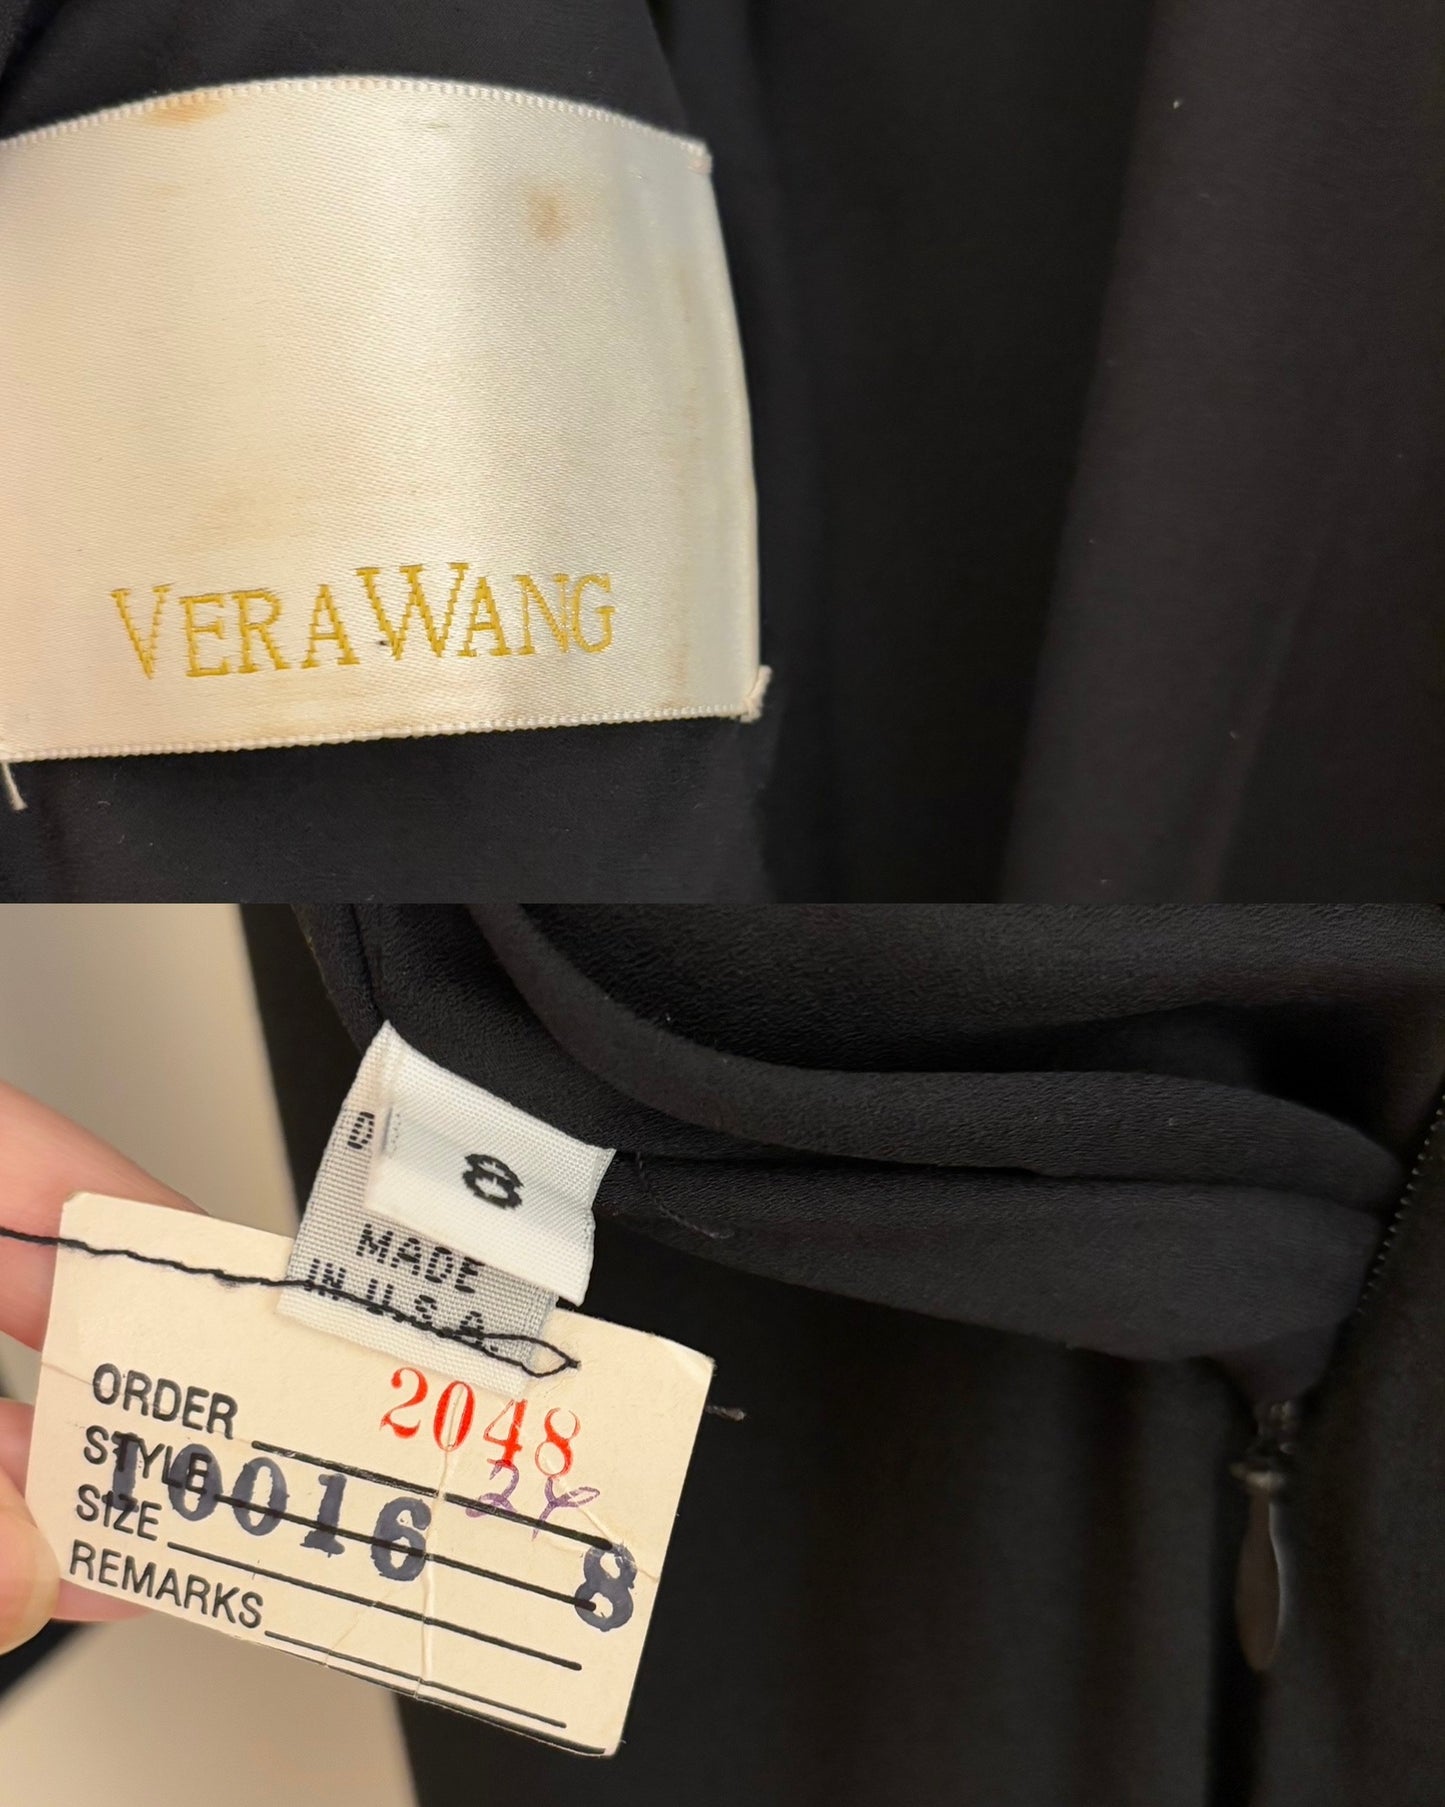 VERA WANG
8
MADE
IN U.S.A.
ORDER 2048
STYLE 10016
SIZE 8
REMARKS